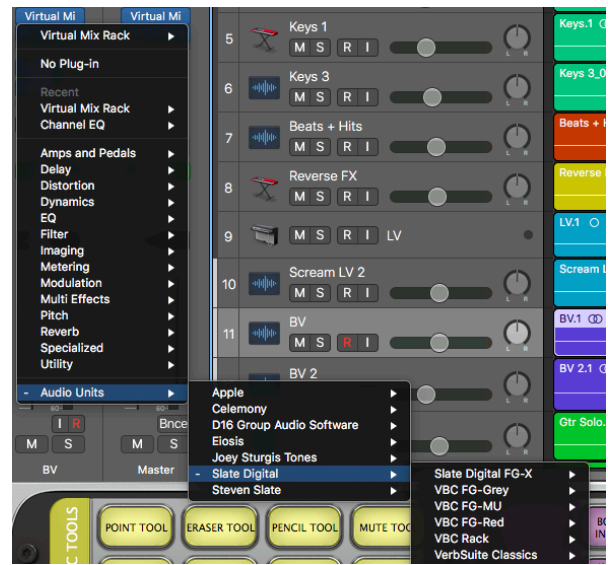 Virtual Mi
Virtual Mi
Virtual Mix Rack
No Plug-in
Recent
Virtual Mix Rack
Channel EQ
Amps and Pedals
Delay
Distortion
Dynamics
EQ
Filter
Imaging
Metering
Modulation
Multi Effects
Pitch
Reverb
Specialized
Utility
- Audio Units
Apple
Celemony
D16 Group Audio Software
Eiosis
Joey Sturgis Tones
- Slate Digital
Steven Slate
Slate Digital FG-X
VBC FG-Grey
VBC FG-MU
VBC FG-Red
VBC Rack
VerbSuite Classics
5 Keys 1
M S R I
L R
Keys.1
6 Keys 3
M S R I
L R
Keys 3_0
7 Beats + Hits
M S R I
L R
Beats + H
8 Reverse FX
M S R I
L R
Reverse
9 M S R I LV
LV.1
10 Scream LV 2
M S R I
L R
Scream L
11 BV
M S R I
L R
BV.1
BV 2
L R
BV 2.1
L R
Gtr Solo.
I R
Bnce
M S
M S
BV
Master
C TOOLS
POINT TOOL
ERASER TOOL
PENCIL TOOL
MUTE TOO
BO
IN